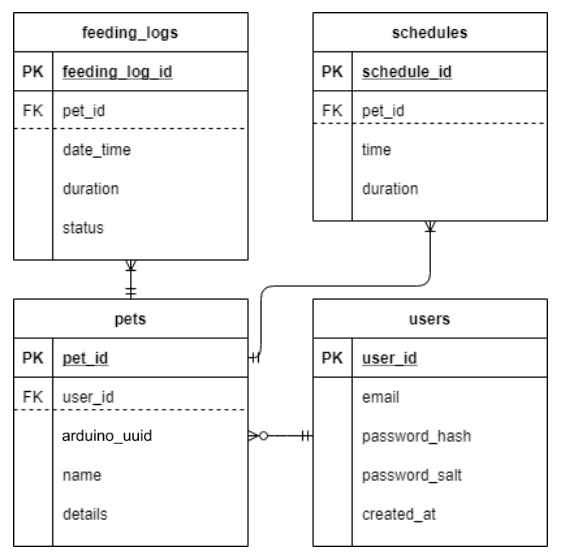 feeding_logs
PK feeding_log_id
FK pet_id
date_time
duration
status
schedules
PK schedule_id
FK pet_id
time
duration
pets
PK pet_id
FK user_id
arduino_uuid
name
details
users
PK user_id
email
password_hash
password_salt
created_at